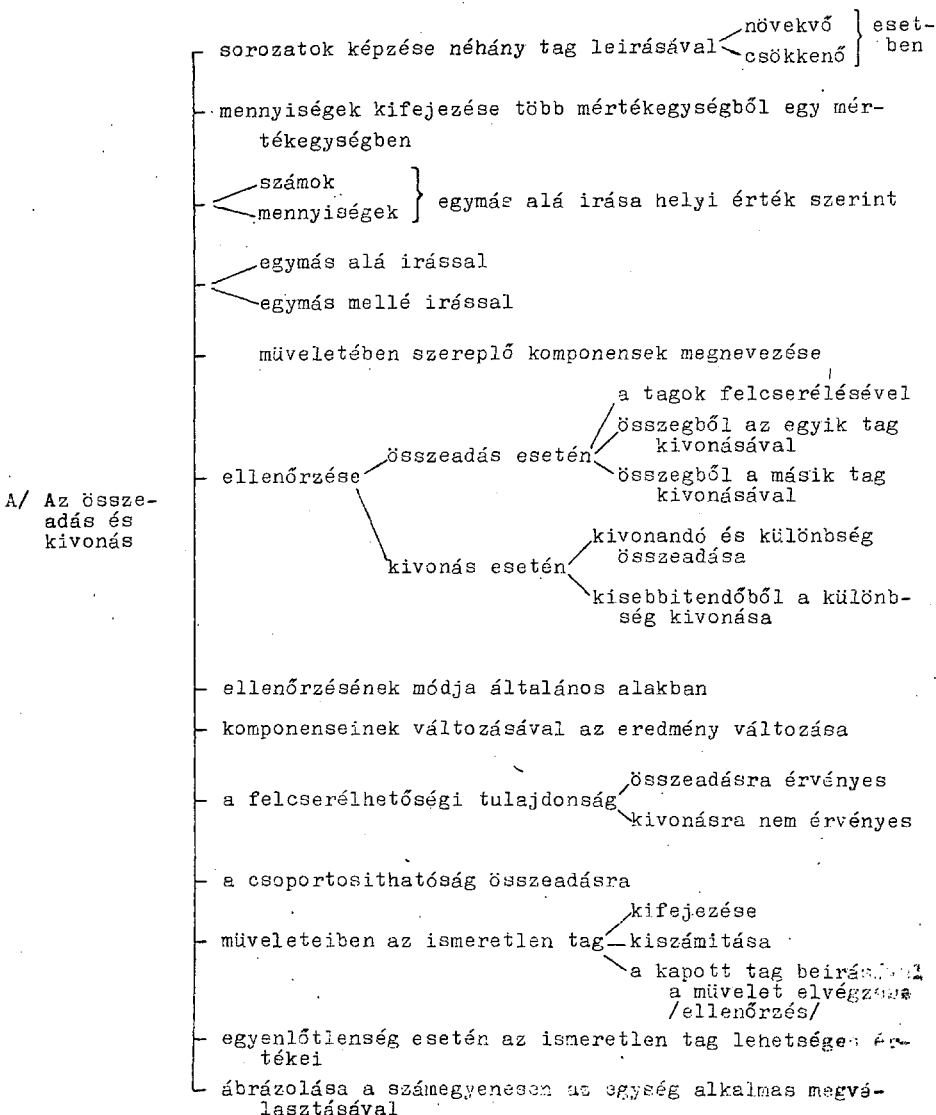 sorozatok képzése néhány tag leirásával növekvő } eset-
csökkenő ben
mennyiségek kifejezése több mértékegységből egy mér-
tékegységben
számok
mennyiségek } egymás alá irása helyi érték szerint
egymás alá irással
egymás mellé irással
müveletében szereplő komponensek megnevezése
a tagok felcserélésével
összegből az egyik tag
kivonásával
ellenőrzése összeadás esetén
összegből a másik tag
kivonásával
A/ Az össze-
adás és
kivonás
kivonás esetén
kivonandó és különbség
összeadása
kisebbitendőből a különb-
ség kivonása
ellenőrzésének módja általános alakban
komponenseinek változásával az eredmény változása
a felcserélhetőségi tulajdonság
összeadásra érvényes
kivonásra nem érvényes
a csoportosithatóság összeadásra
müveleteiben az ismeretlen tag
kifejezése
kiszámitása
a kapott tag
a müvelet
/ellenőrzés/
egyenlőtlenség esetén az ismeretlen tag lehetséges ér-
tékei
ábrázolása a számegyenesen az egység alkalmas megvá-
lasztásával